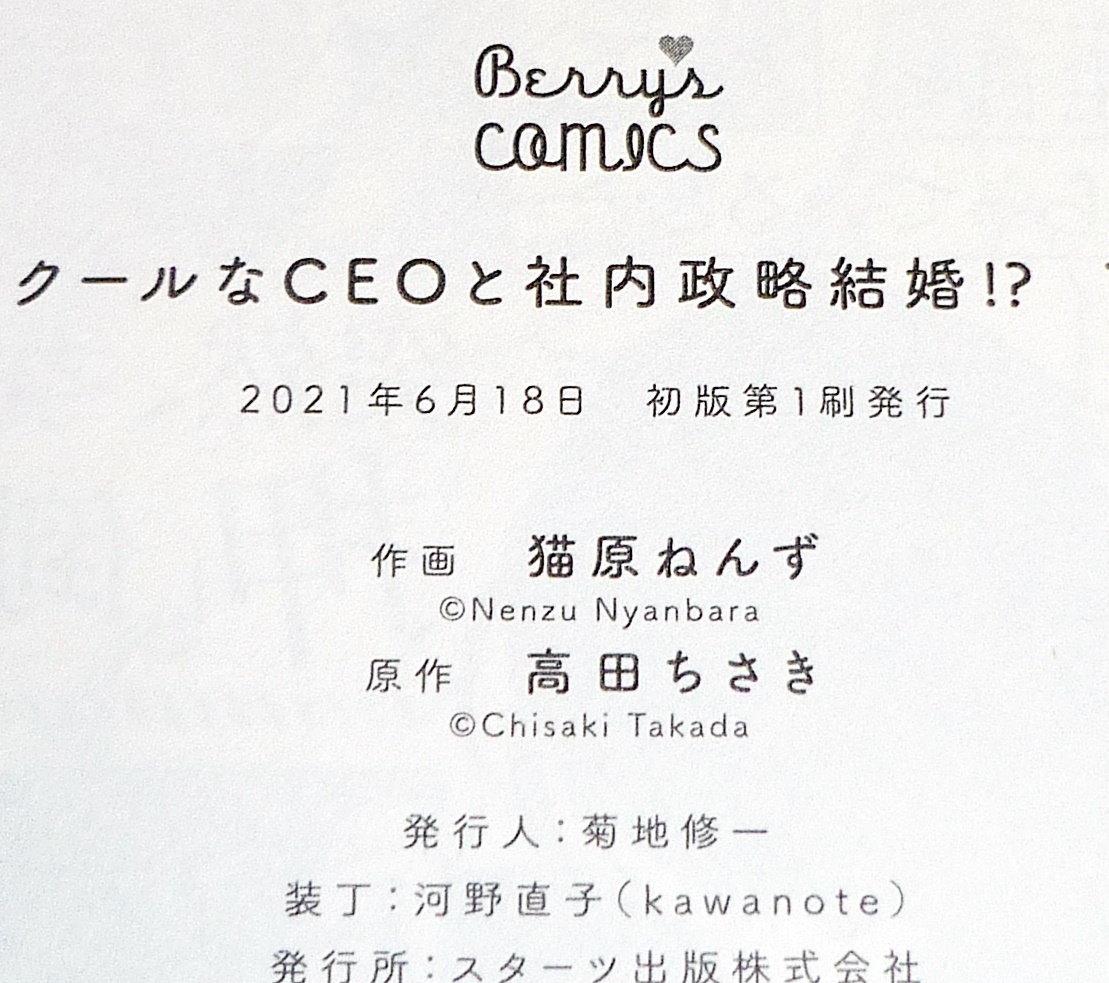 Berry's
comics
クールなCEOと社内政略結婚!?
2021年6月18日 初版第1刷発行
作画 猫原ねんず
©Nenzu Nyanbara
原作 高田ちさき
©Chisaki Takada
発行人：菊地修一
装丁：河野直子(kawanote)
発行所：スターツ出版株式会社